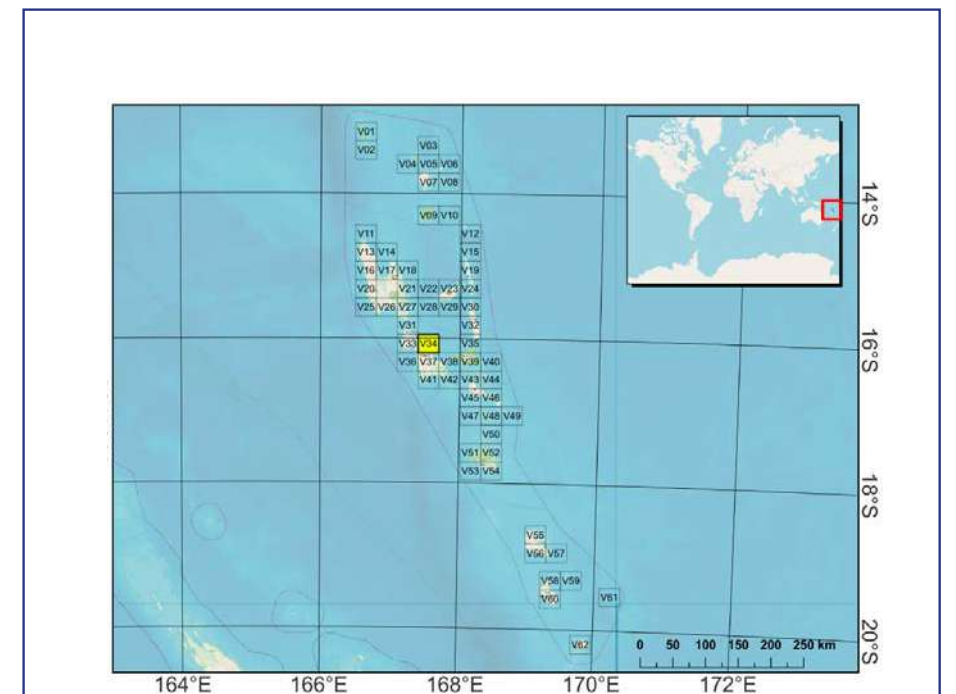 V01
V02 V03
V04 V05 V06
V07 V08
14°S
V09 V10
V11 V12
V13 V14 V15
V16 V17 V18 V19
V20 V21 V22 V23 V24
V25 V26 V27 V28 V29 V30
V31 V32
V33 V34 V35
16°S
V36 V37 V38 V39 V40
V41 V42 V43 V44
V45 V46
V47 V48 V49
V50
V51 V52
V53 V54
18°S
V55
V56 V57
V58 V59
V60 V61
V62
20°S
0 50 100 150 200 250 km
164°E 166°E 168°E 170°E 172°E